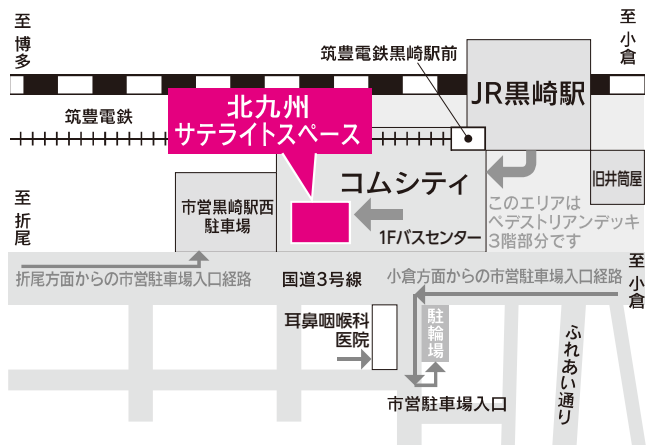 至 博多
至 小倉
筑豊電鉄黒崎駅前
JR黒崎駅
北九州
サテライトスペース
筑豊電鉄
コムシティ
旧井筒屋
至 折尾
市営黒崎駅西
駐車場
このエリアは
ペデストリアンデッキ
3階部分です
1Fバスセンター
折尾方面からの市営駐車場入口経路
国道3号線
小倉方面からの市営駐車場入口経路
至 小倉
耳鼻咽喉科
医院
駐輪場
ふれあい通り
市営駐車場入口